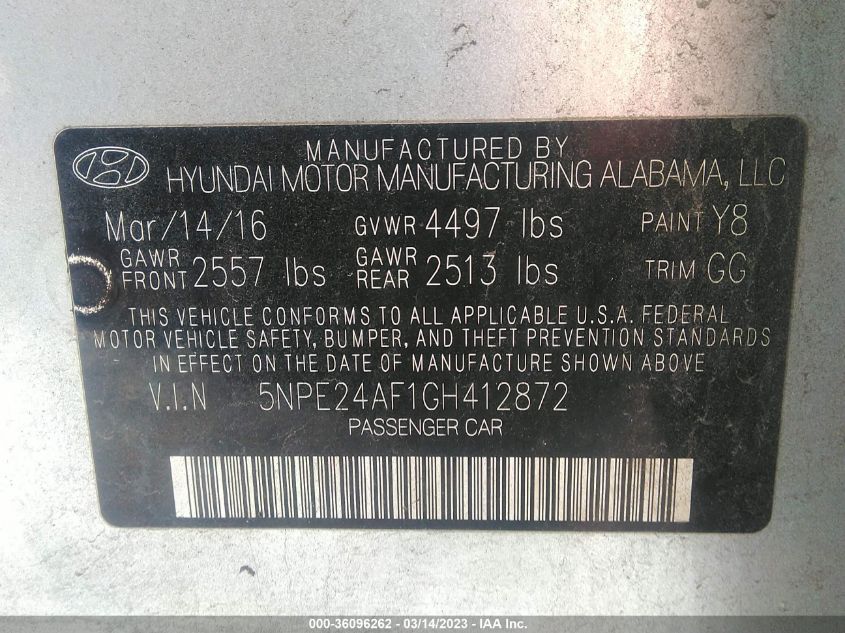 MANUFACTURED BY
HYUNDAI MOTOR MANUFACTURING ALABAMA, LLC
Mar/14/16 GVWR 4497 lbs PAINT Y8
GAWR FRONT 2557 lbs GAWR REAR 2513 lbs TRIM GG
THIS VEHICLE CONFORMS TO ALL APPLICABLE U.S.A. FEDERAL
MOTOR VEHICLE SAFETY, BUMPER, AND THEFT PREVENTION STANDARDS
IN EFFECT ON THE DATE OF MANUFACTURE SHOWN ABOVE
V.I.N 5NPE24AF1GH412872
PASSENGER CAR
000-36096262 - 03/14/2023 - IAA Inc.